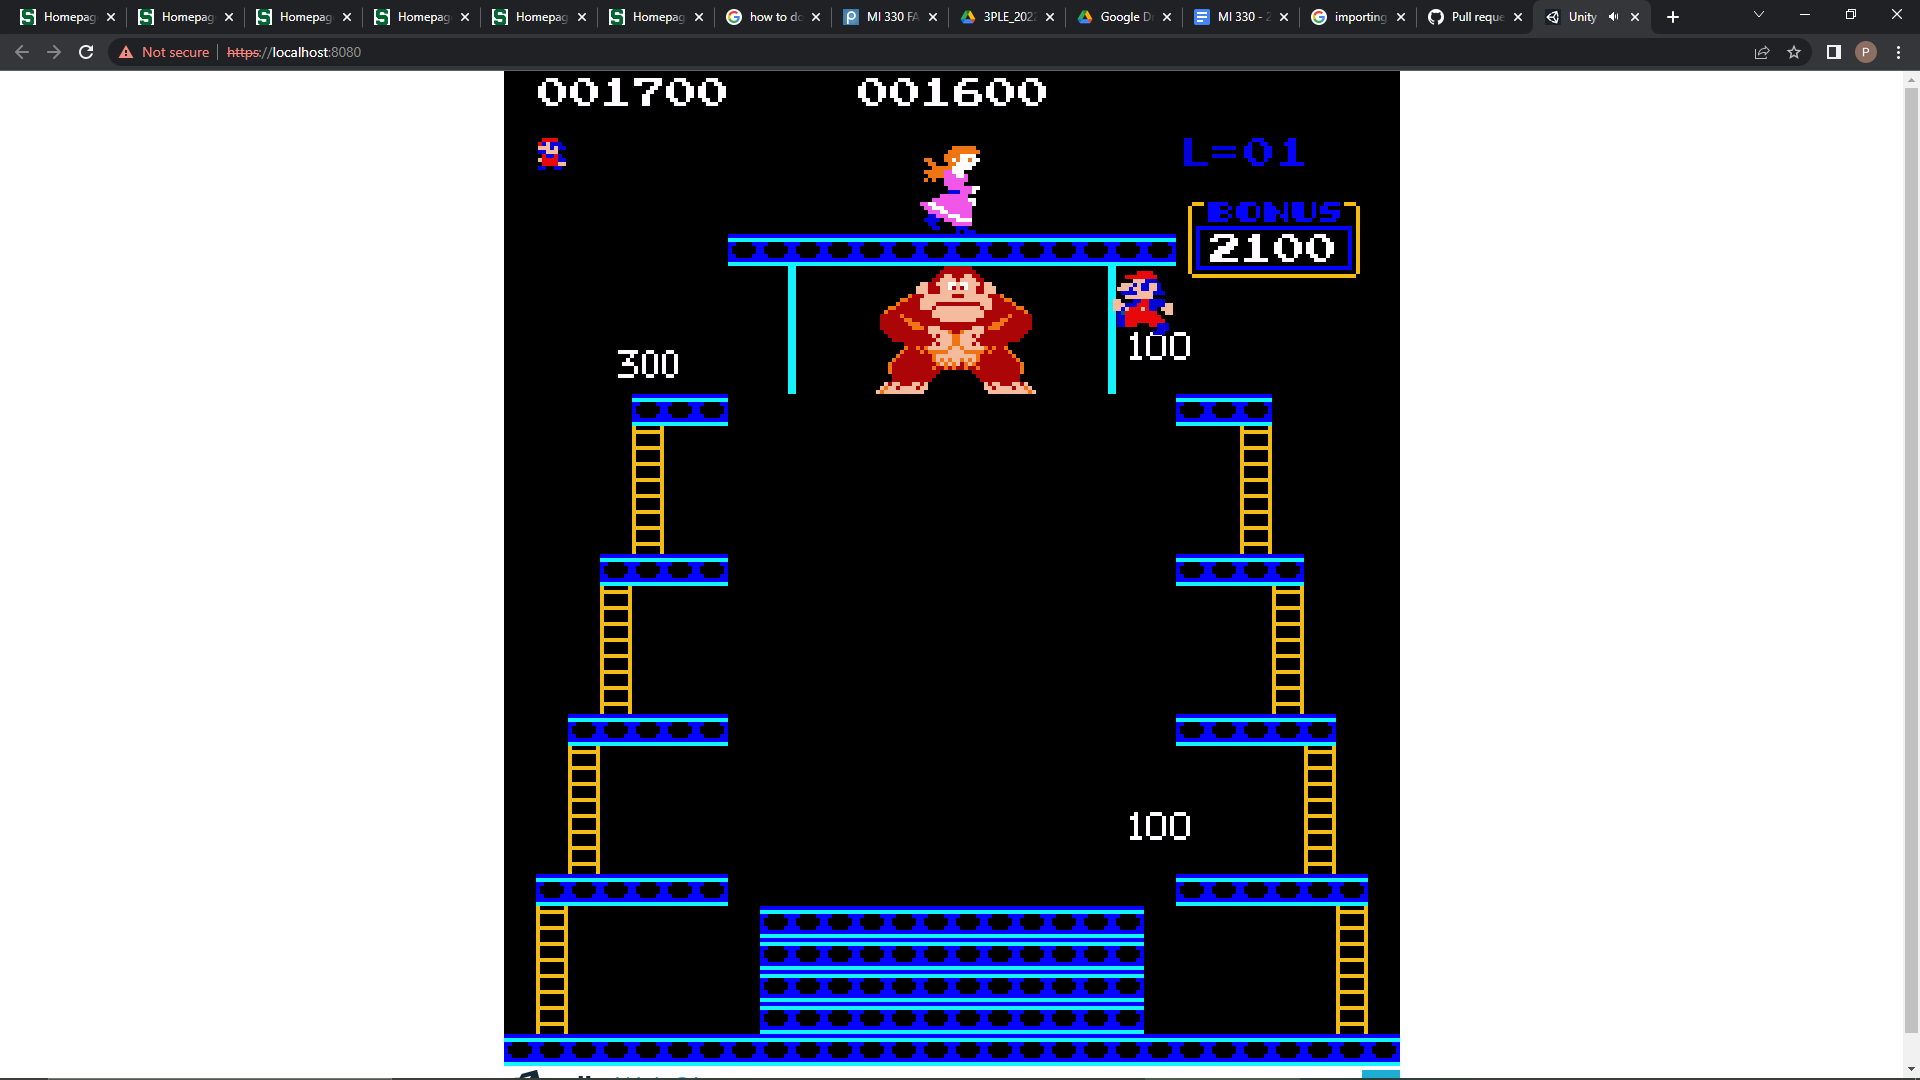 Homepag
Homepag
Homepag
Homepag
Homepag
Homepag
how to do
MI 330 FA
3PLE_202
Google D
MI 330 - 2
importing
Pull reque
Unity
Not secure
https://localhost:8080
P
001700 001600
L=01
BONUS
2100
300
100
100